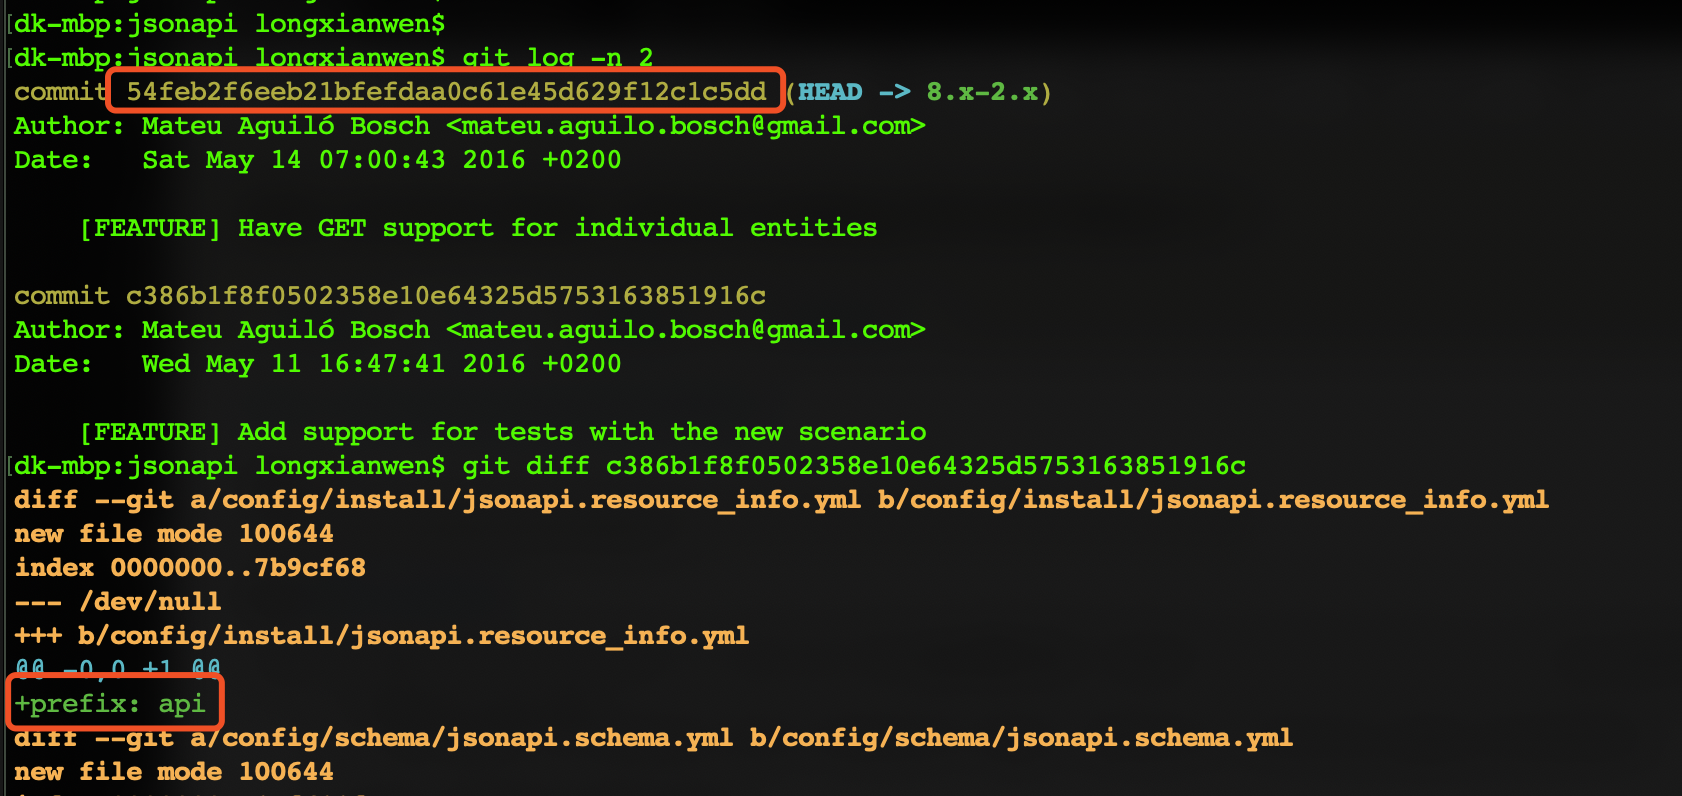 [dk-mbp:jsonapi longxianwen$
[dk-mbp:jsonapi longxianwen$ git log -n 2
commit 54feb2f6eeb21bfefdaa0c61e45d629f12c1c5dd (HEAD -> 8.x-2.x)
Author: Mateu Aguiló Bosch <mateu.aguilo.bosch@gmail.com>
Date:   Sat May 14 07:00:43 2016 +0200
    [FEATURE] Have GET support for individual entities
commit c386b1f8f0502358e10e64325d5753163851916c
Author: Mateu Aguiló Bosch <mateu.aguilo.bosch@gmail.com>
Date:   Wed May 11 16:47:41 2016 +0200
    [FEATURE] Add support for tests with the new scenario
[dk-mbp:jsonapi longxianwen$ git diff c386b1f8f0502358e10e64325d5753163851916c
diff --git a/config/install/jsonapi.resource_info.yml b/config/install/jsonapi.resource_info.yml
new file mode 100644
index 0000000..7b9cf68
--- /dev/null
+++ b/config/install/jsonapi.resource_info.yml
@@ -0,0 +1 @@
+prefix: api
diff --git a/config/schema/jsonapi.schema.yml b/config/schema/jsonapi.schema.yml
new file mode 100644